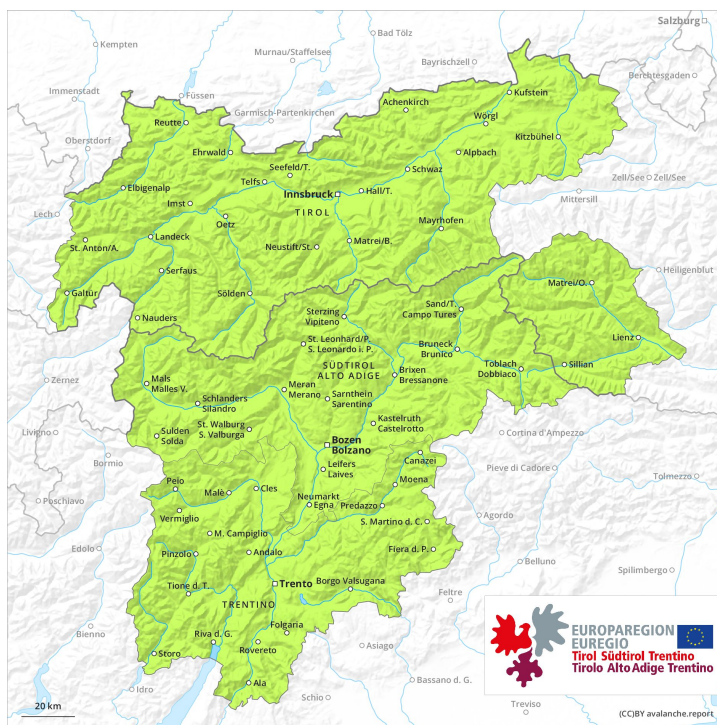 Salzburg
Kempten
Bad Tölz
Murnau/Staffelsee
Bayrischzell
Berchtesgaden
Immenstadt
Füssen
Kufstein
Achenkirch
Garmisch-Partenkirchen
Reutte
Wörgl
Kitzbühel
Oberstdorf
Ehrwald
Alpbach
Seefeld/T.
Schwaz
Telfs
Zell/See
Zell/See
Elbigenalp
Innsbruck
Hall/T.
Mittersill
Imst
Lech
TIROL
Oetz
Mayrhofen
Landeck
Neustift/St.
Matrei/B.
St. Anton/A.
Serfaus
Heiligenblut
Galtür
Sölden
Matrei/O.
Nauders
Sterzing
Vipiteno
Sand/T.
Campo Tures
St. Leonhard/P.
S. Leonardo i. P.
Lienz
Bruneck
Brunico
SÜDTIROL
ALTO ADIGE
Brixen
Bressanone
Toblach
Dobbiaco
Sillian
Zernez
Mals
Malles V.
Meran
Merano
Schlanders
Silandro
Sarnthein
Sarentino
St. Walburg
S. Valburga
Kastelruth
Castelrotto
Livigno
Sulden
Solda
Cortina d'Ampezzo
Bozen
Bolzano
Bormio
Canazei
Leifers
Laives
Pieve di Cadore
Tolmezzo
Poschiavo
Peio
Malè
Cles
Moena
Neumarkt
Egna
Predazzo
Vermiglio
Agordo
S. Martino d. C.
M. Campiglio
Edolo
Pinzolo
Andalo
Fiera d. P.
Belluno
Spilimbergo
Tione d. T.
Trento
Borgo Valsugana
Feltre
TRENTINO
Bienno
Folgaria
Riva d. G.
Rovereto
Asiago
Storo
Bassano d. G.
Idro
Ala
Schio
Treviso
EUROPAREGION
EUREGIO
Tirol Südtirol Trentino
Tirolo Alto Adige Trentino
20 km
(CC)BY avalanche.report